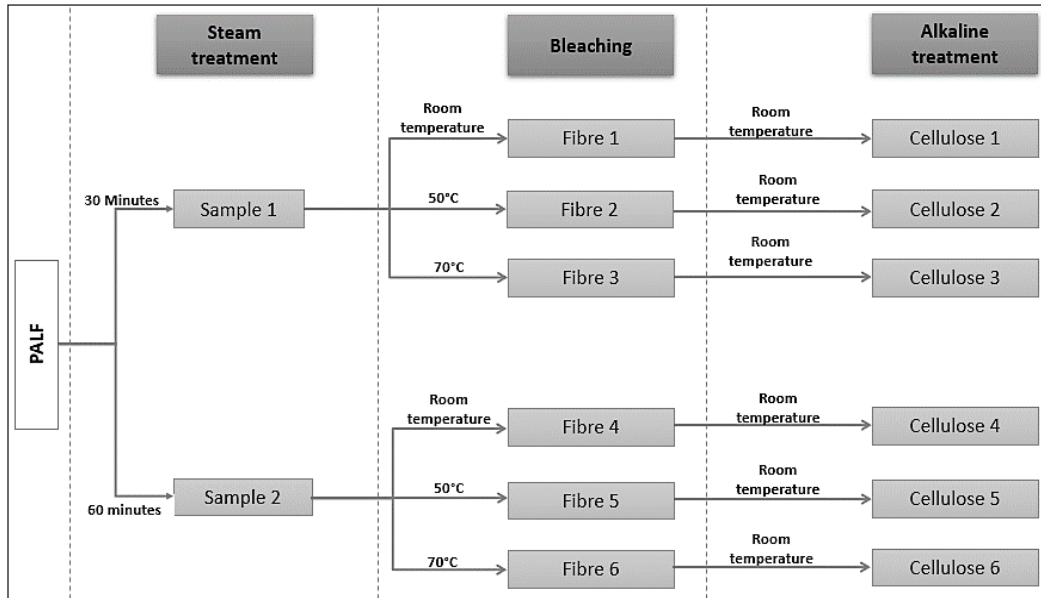 Steam
treatment
Bleaching
Alkaline
treatment
PALF
30 Minutes
Sample 1
Room
temperature
Fibre 1
Room
temperature
Cellulose 1
50°C
Fibre 2
Room
temperature
Cellulose 2
70°C
Fibre 3
Room
temperature
Cellulose 3
60 minutes
Sample 2
Room
temperature
Fibre 4
Room
temperature
Cellulose 4
50°C
Fibre 5
Room
temperature
Cellulose 5
70°C
Fibre 6
Room
temperature
Cellulose 6